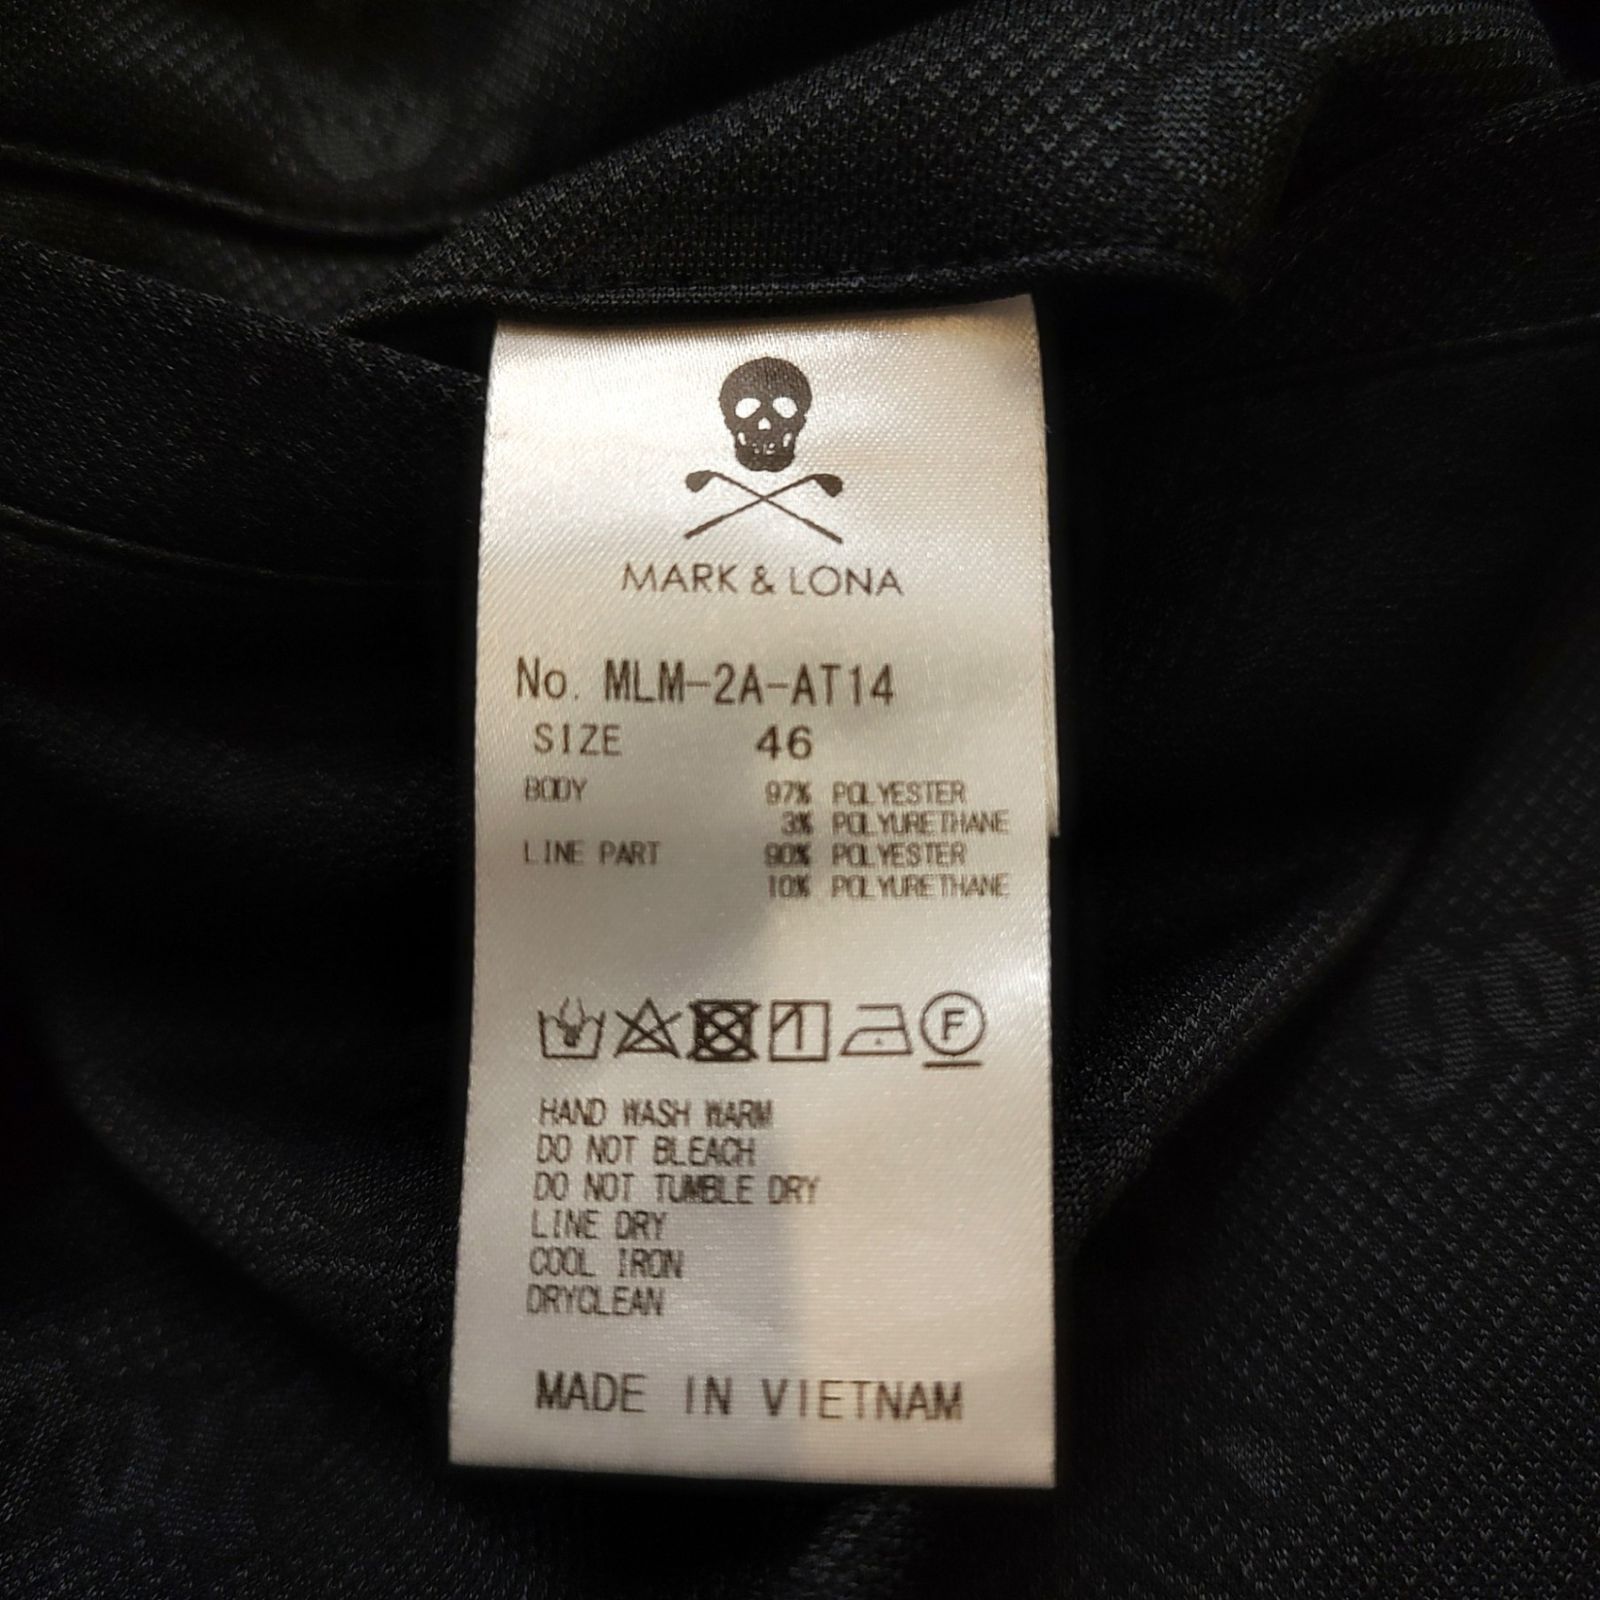 MARK & LONA
No. MLM-2A-AT14
SIZE 46
BODY 97% POLYESTER
3% POLYURETHANE
LINE PART 90% POLYESTER
10% POLYURETHANE
F
HAND WASH WARM
DO NOT BLEACH
DO NOT TUMBLE DRY
LINE DRY
COOL IRON
DRYCLEAN
MADE IN VIETNAM